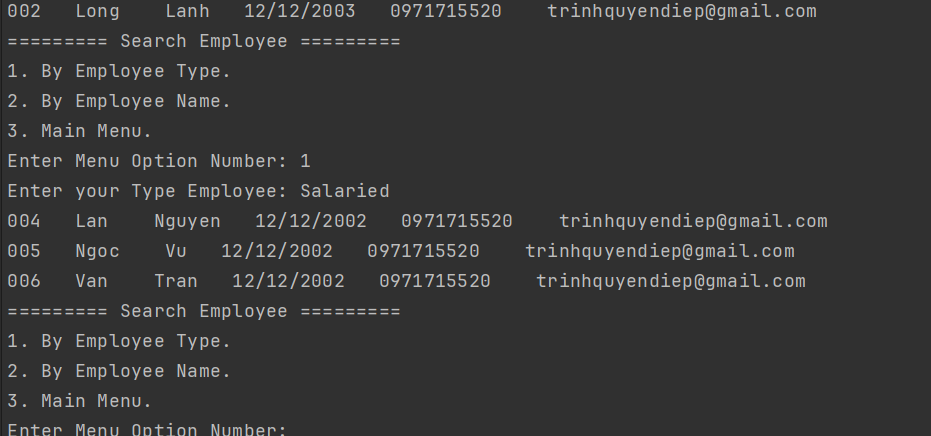 002   Long    Lanh   12/12/2003   0971715520    trinhquyendiep@gmail.com
========= Search Employee =========
1. By Employee Type.
2. By Employee Name.
3. Main Menu.
Enter Menu Option Number: 1
Enter your Type Employee: Salaried
004   Lan    Nguyen   12/12/2002   0971715520    trinhquyendiep@gmail.com
005   Ngoc    Vu   12/12/2002   0971715520    trinhquyendiep@gmail.com
006   Van    Tran   12/12/2002   0971715520    trinhquyendiep@gmail.com
========= Search Employee =========
1. By Employee Type.
2. By Employee Name.
3. Main Menu.
Enter Menu Option Number: